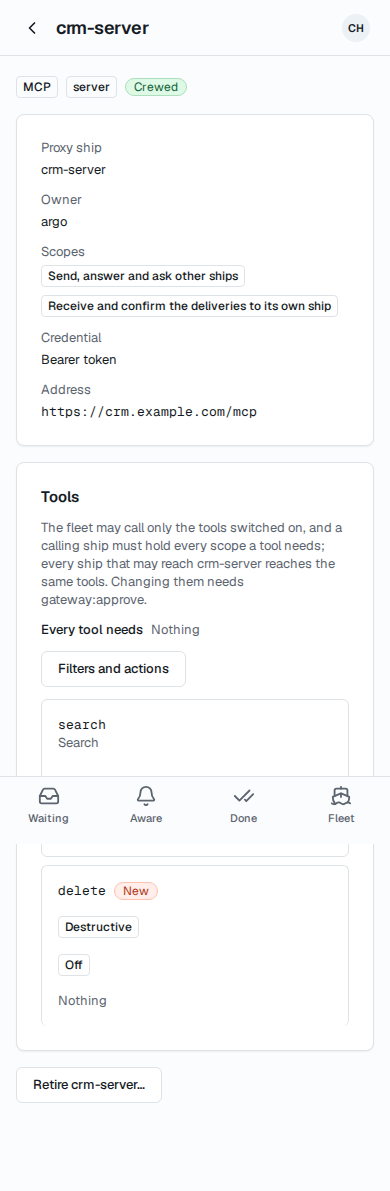 crm-server
CH
MCP
server
Crewed
Proxy ship
crm-server
Owner
argo
Scopes
Send, answer and ask other ships
Receive and confirm the deliveries to its own ship
Credential
Bearer token
Address
https://crm.example.com/mcp
Tools
The fleet may call only the tools switched on, and a
calling ship must hold every scope a tool needs;
every ship that may reach crm-server reaches the
same tools. Changing them needs
gateway:approve.
Every tool needs Nothing
Filters and actions
search
Search
Waiting
Aware
Done
Fleet
delete
New
Destructive
Off
Nothing
Retire crm-server...